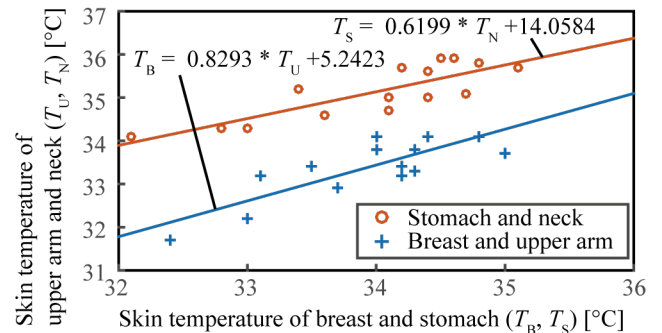 T_S = 0.6199 * T_N +14.0584
T_B = 0.8293 * T_U +5.2423
37
36
35
34
33
32
31
32 33 34 35 36
Skin temperature of
upper arm and neck (T_U, T_N) [°C]
Stomach and neck
Breast and upper arm
Skin temperature of breast and stomach (T_B, T_S) [°C]